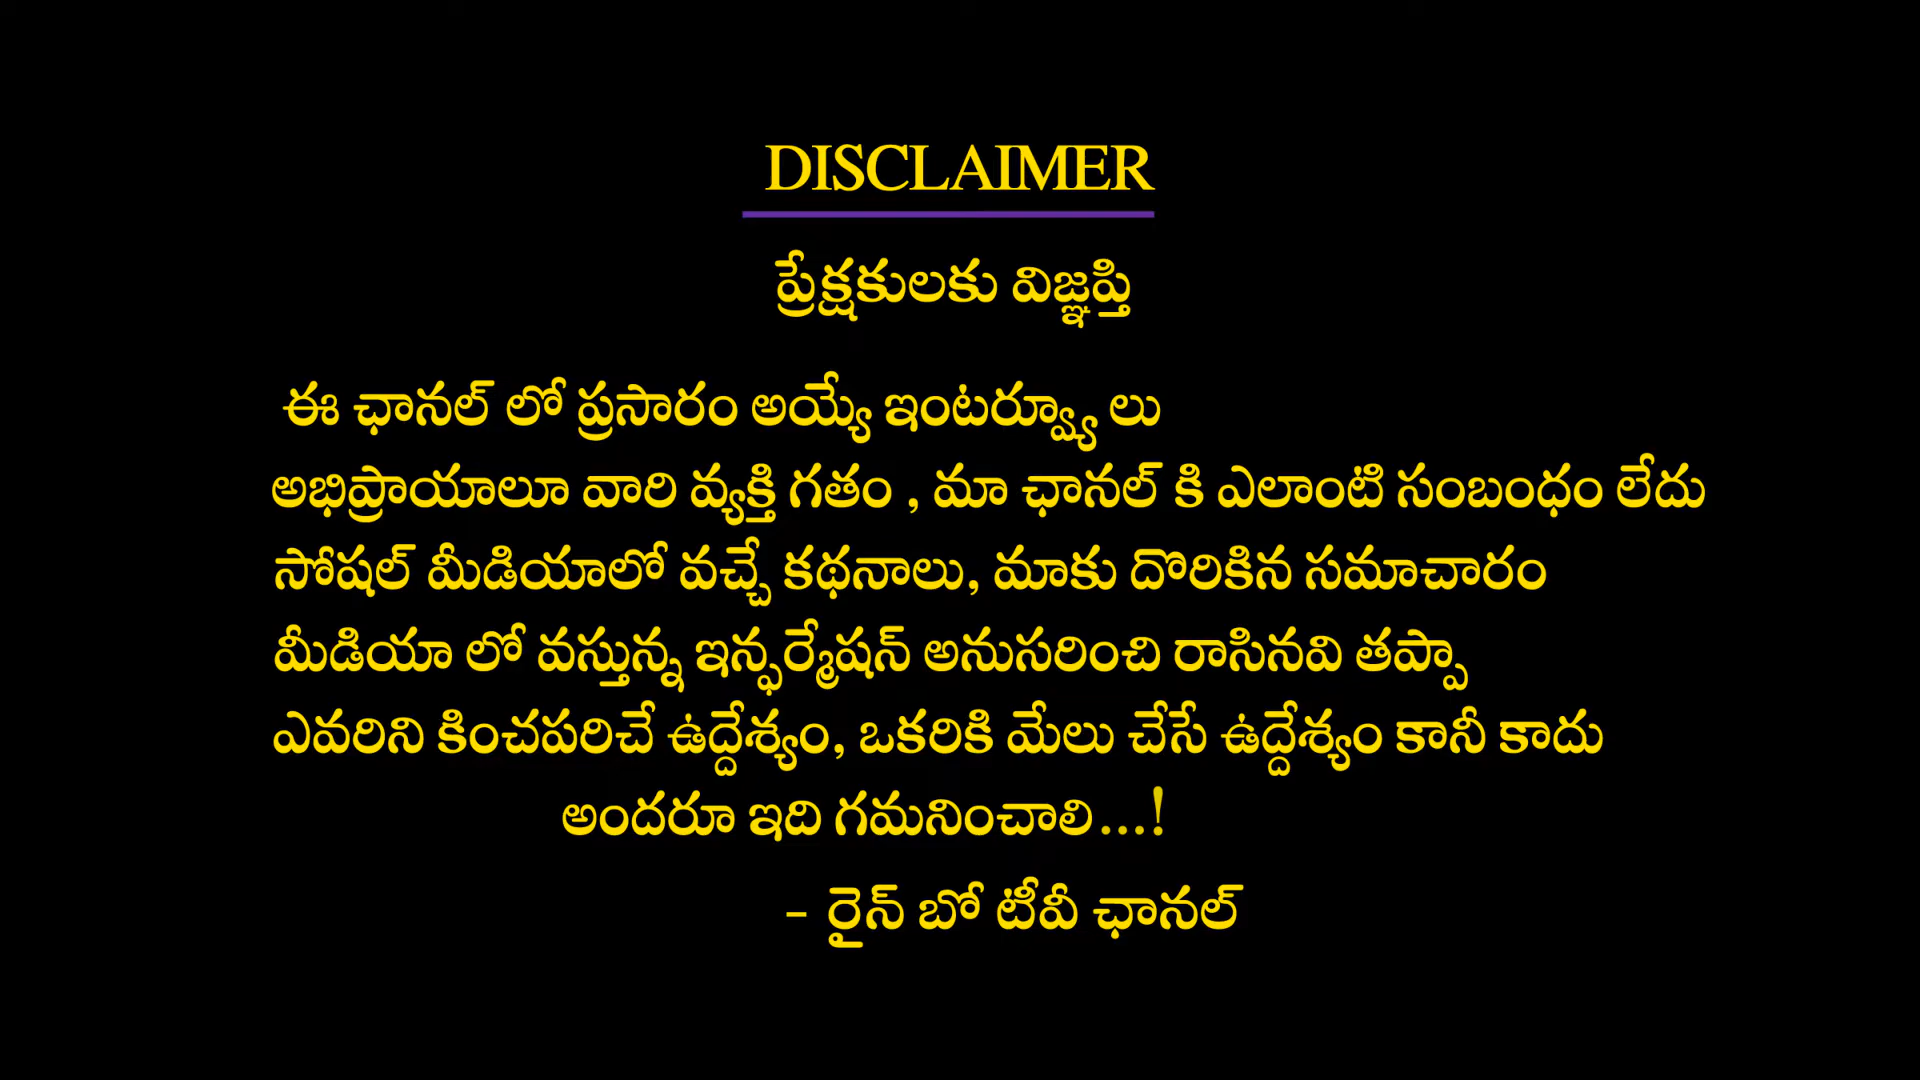 DISCLAIMER
ప్రేక్షకులకు విజ్ఞప్తి
ఈ ఛానల్ లో ప్రసారం అయ్యే ఇంటర్వ్యూ లు
అభిప్రాయాలూ వారి వ్యక్తి గతం , మా ఛానల్ కి ఎలాంటి సంబంధం లేదు
సోషల్ మీడియాలో వచ్చే కథనాలు, మాకు దొరికిన సమాచారం
మీడియా లో వస్తున్న ఇన్ఫర్మేషన్ అనుసరించి రాసినవి తప్పా
ఎవరిని కించపరిచే ఉద్దేశ్యం, ఒకరికి మేలు చేసే ఉద్దేశ్యం కానీ కాదు
అందరూ ఇది గమనించాలి...!
- రైన్ బో టీవీ ఛానల్